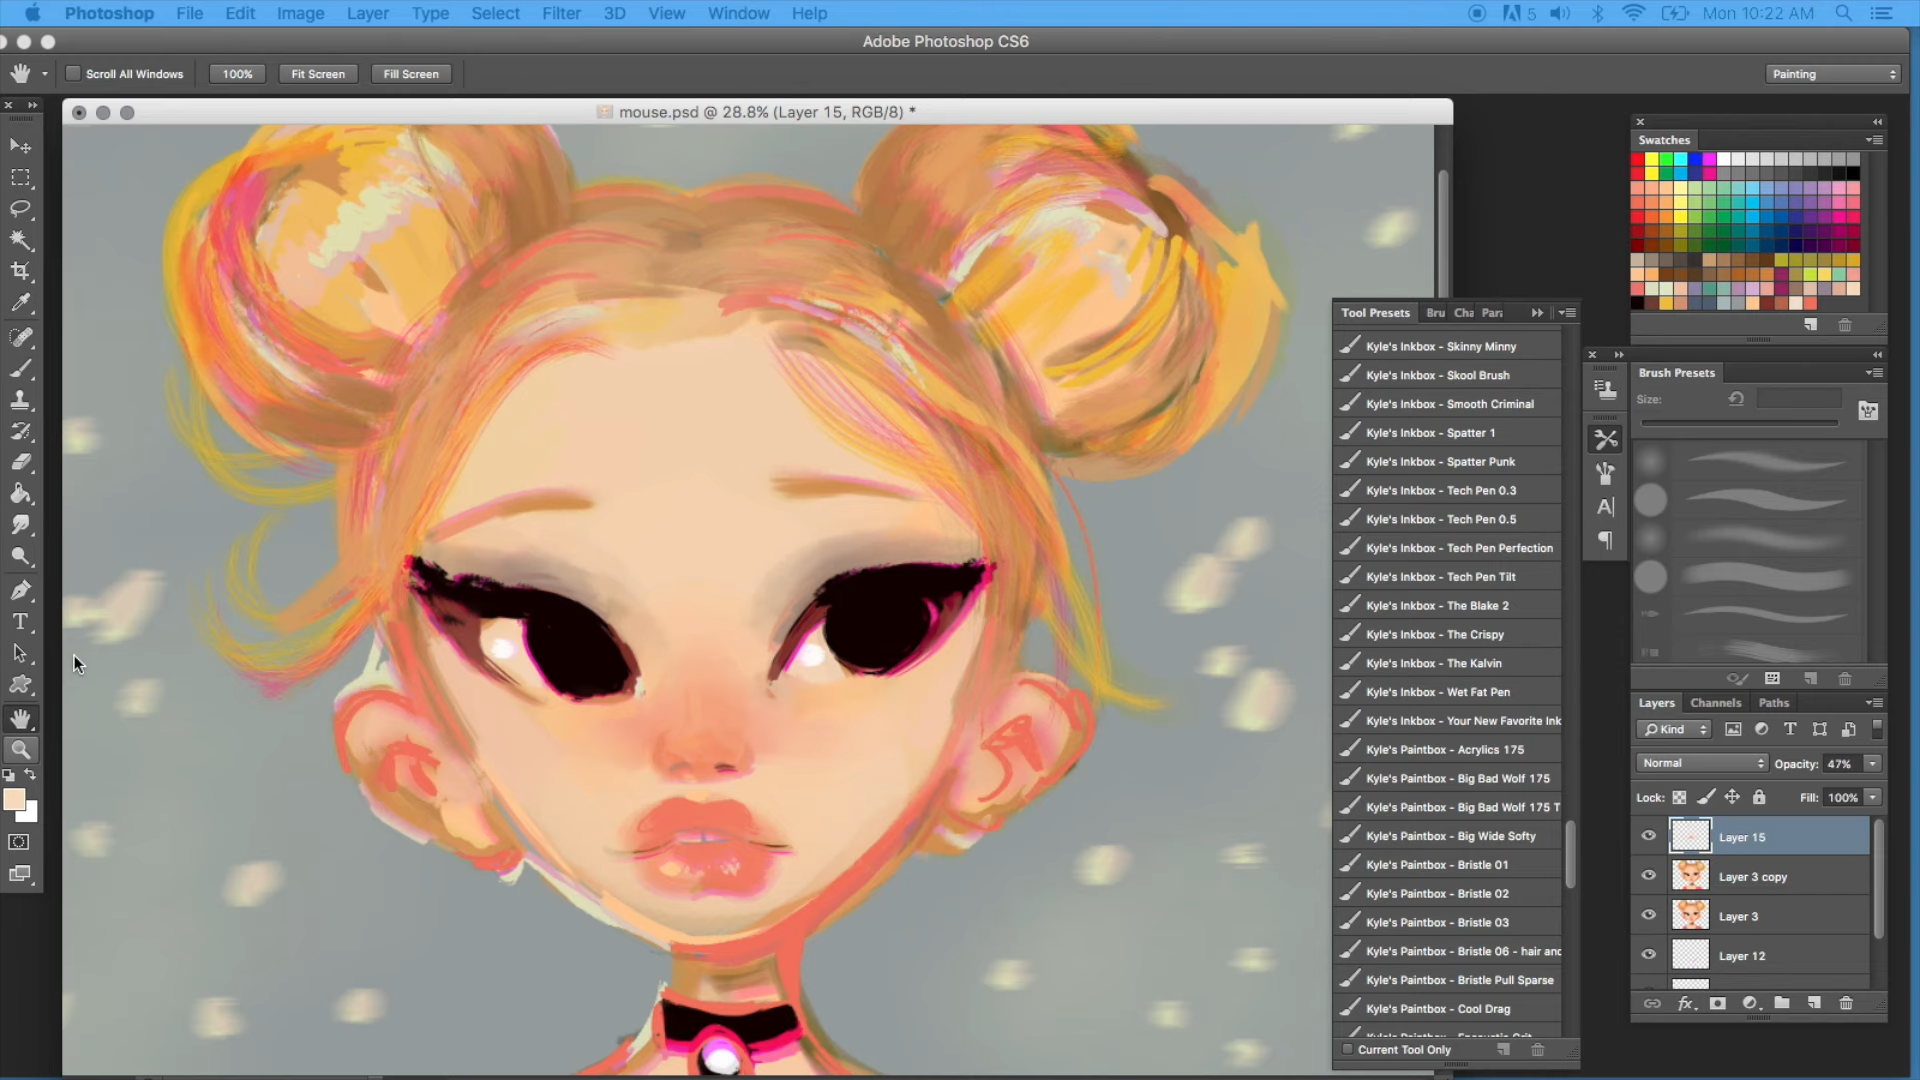 Photoshop File Edit Image Layer Type Select Filter 3D View Window Help 5 Mon 10:22 AM
Adobe Photoshop CS6
Scroll All Windows 100% Fit Screen Fill Screen Painting
mouse.psd @ 28.8% (Layer 15, RGB/8) *
Swatches
Tool Presets Bru Cha Para
Kyle's Inkbox - Skinny Minny
Kyle's Inkbox - Skool Brush
Kyle's Inkbox - Smooth Criminal
Kyle's Inkbox - Spatter 1
Kyle's Inkbox - Spatter Punk
Kyle's Inkbox - Tech Pen 0.3
Kyle's Inkbox - Tech Pen 0.5
Kyle's Inkbox - Tech Pen Perfection
Kyle's Inkbox - Tech Pen Tilt
Kyle's Inkbox - The Blake 2
Kyle's Inkbox - The Crispy
Kyle's Inkbox - The Kalvin
Kyle's Inkbox - Wet Fat Pen
Kyle's Inkbox - Your New Favorite Ink
Kyle's Paintbox - Acrylics 175
Kyle's Paintbox - Big Bad Wolf 175
Kyle's Paintbox - Big Bad Wolf 175 T
Kyle's Paintbox - Big Wide Softy
Kyle's Paintbox - Bristle 01
Kyle's Paintbox - Bristle 02
Kyle's Paintbox - Bristle 03
Kyle's Paintbox - Bristle 06 - hair and
Kyle's Paintbox - Bristle Pull Sparse
Kyle's Paintbox - Cool Drag
Current Tool Only
Brush Presets
Size:
Layers Channels Paths
Kind
Normal Opacity: 47%
Lock: Fill: 100%
Layer 15
Layer 3 copy
Layer 3
Layer 12